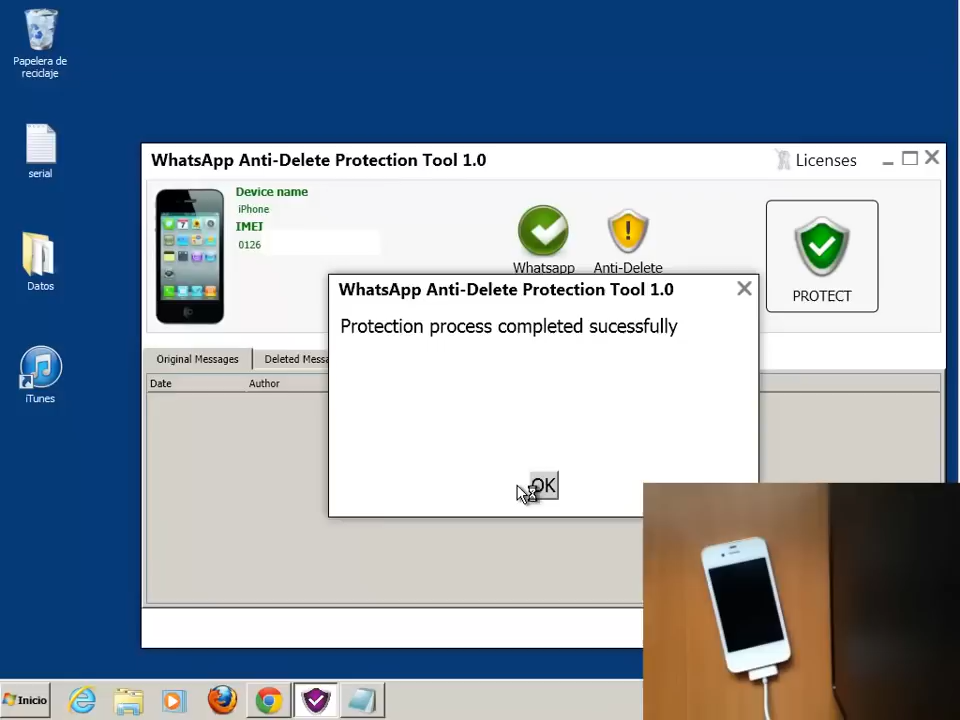 Papelera de
reciclaje
serial
Datos
iTunes
WhatsApp Anti-Delete Protection Tool 1.0
Licenses
Device name
iPhone
IMEI
0126
Whatsapp
Anti-Delete
PROTECT
WhatsApp Anti-Delete Protection Tool 1.0
Protection process completed sucessfully
OK
Original Messages
Deleted Messa
Date
Author
Inicio